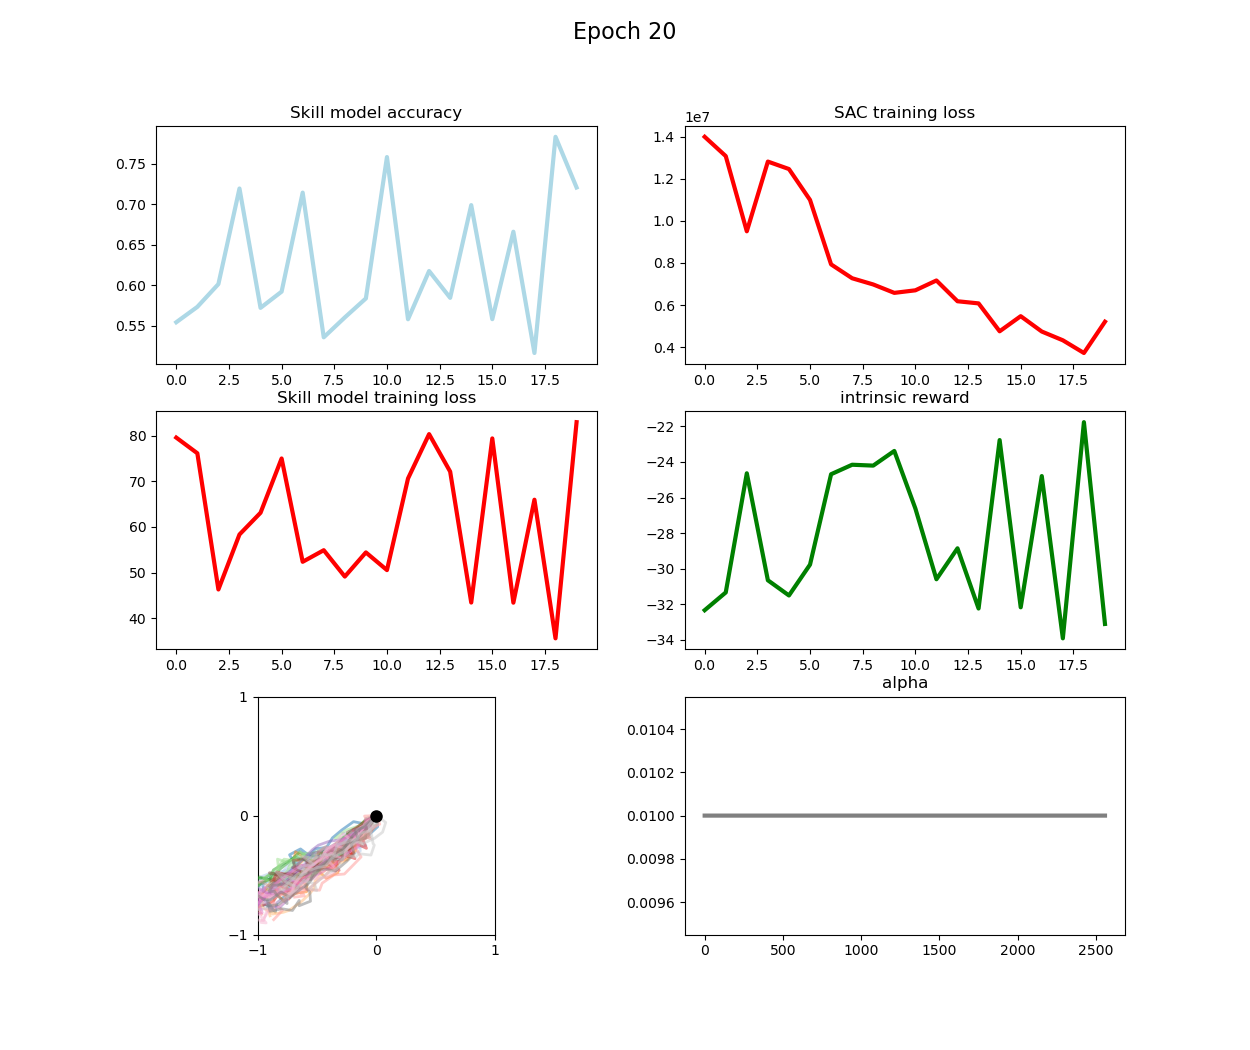 Epoch 20
Skill model accuracy
0.75
0.70
0.65
0.60
0.55
0.0 2.5 5.0 7.5 10.0 12.5 15.0 17.5
SAC training loss
1e7
1.4
1.2
1.0
0.8
0.6
0.4
0.0 2.5 5.0 7.5 10.0 12.5 15.0 17.5
Skill model training loss
80
70
60
50
40
0.0 2.5 5.0 7.5 10.0 12.5 15.0 17.5
intrinsic reward
−22
−24
−26
−28
−30
−32
−34
0.0 2.5 5.0 7.5 10.0 12.5 15.0 17.5
1
0
−1
−1 0 1
alpha
0.0104
0.0102
0.0100
0.0098
0.0096
0 500 1000 1500 2000 2500